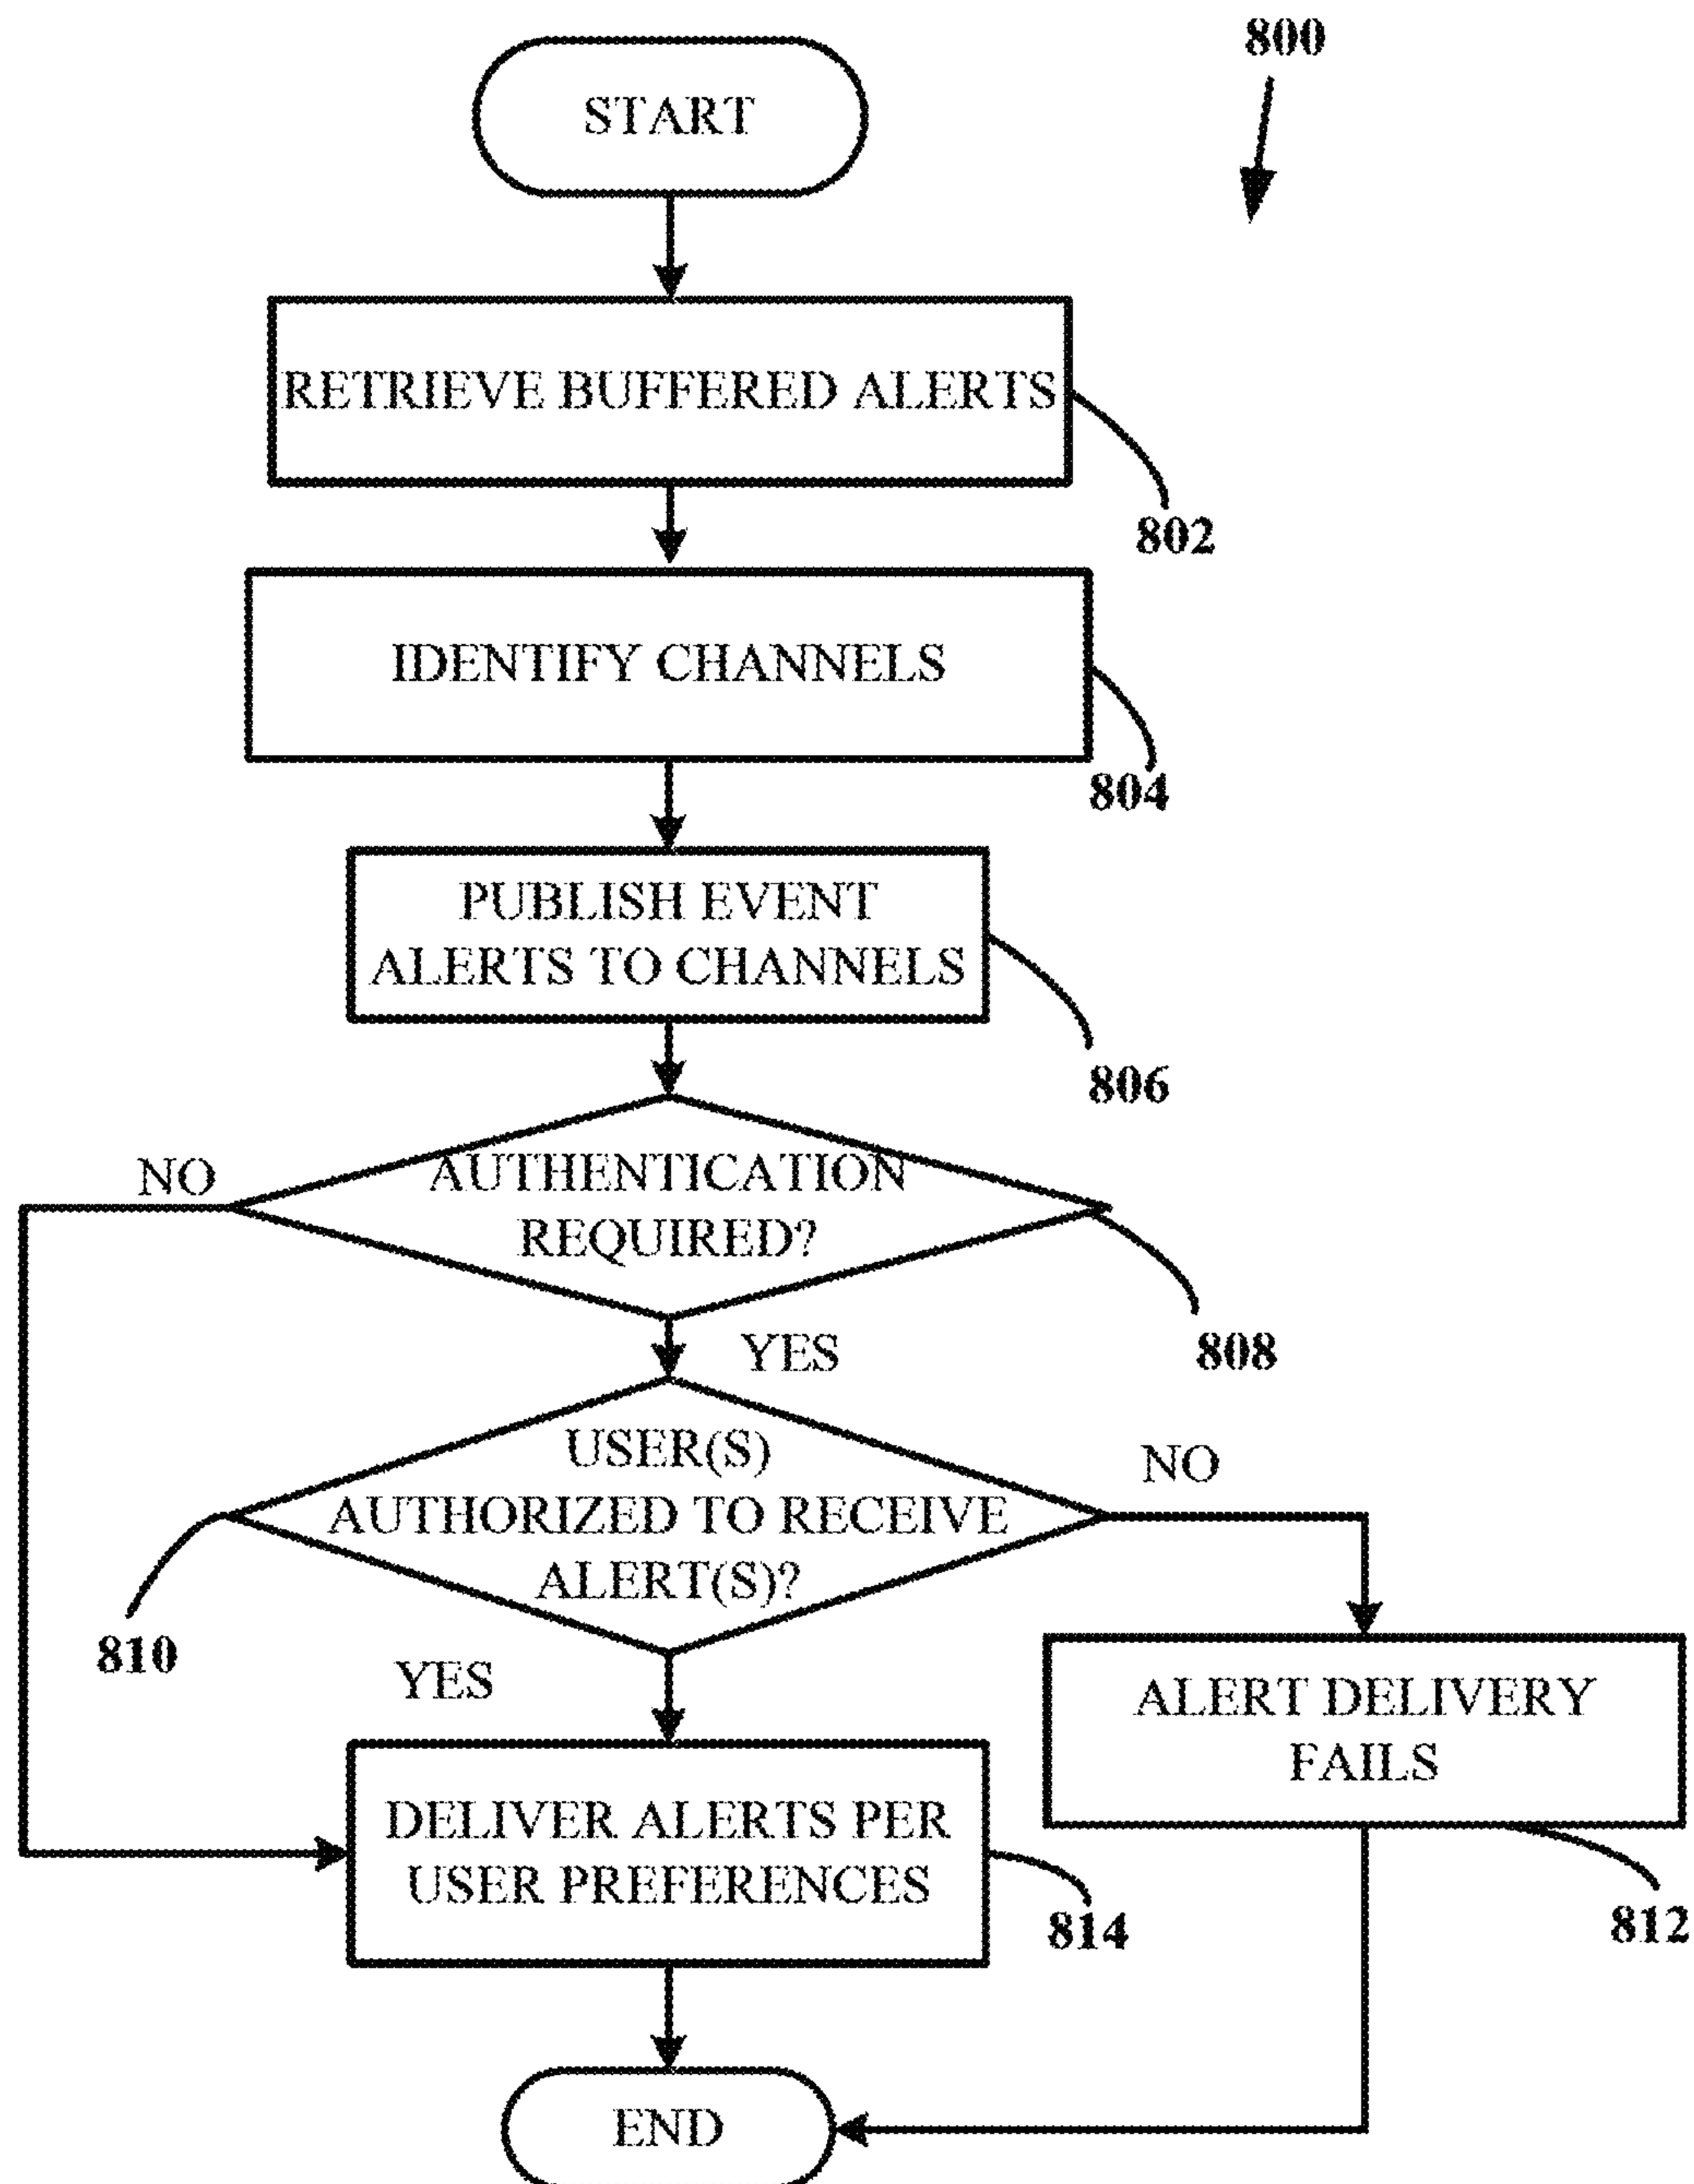 800
START
RETRIEVE BUFFERED ALERTS
802
IDENTIFY CHANNELS
804
PUBLISH EVENT
ALERTS TO CHANNELS
806
NO
AUTHENTICATION
REQUIRED?
YES
808
USER(S)
AUTHORIZED TO RECEIVE
ALERT(S)?
NO
810
YES
ALERT DELIVERY
FAILS
DELIVER ALERTS PER
USER PREFERENCES
814
812
END